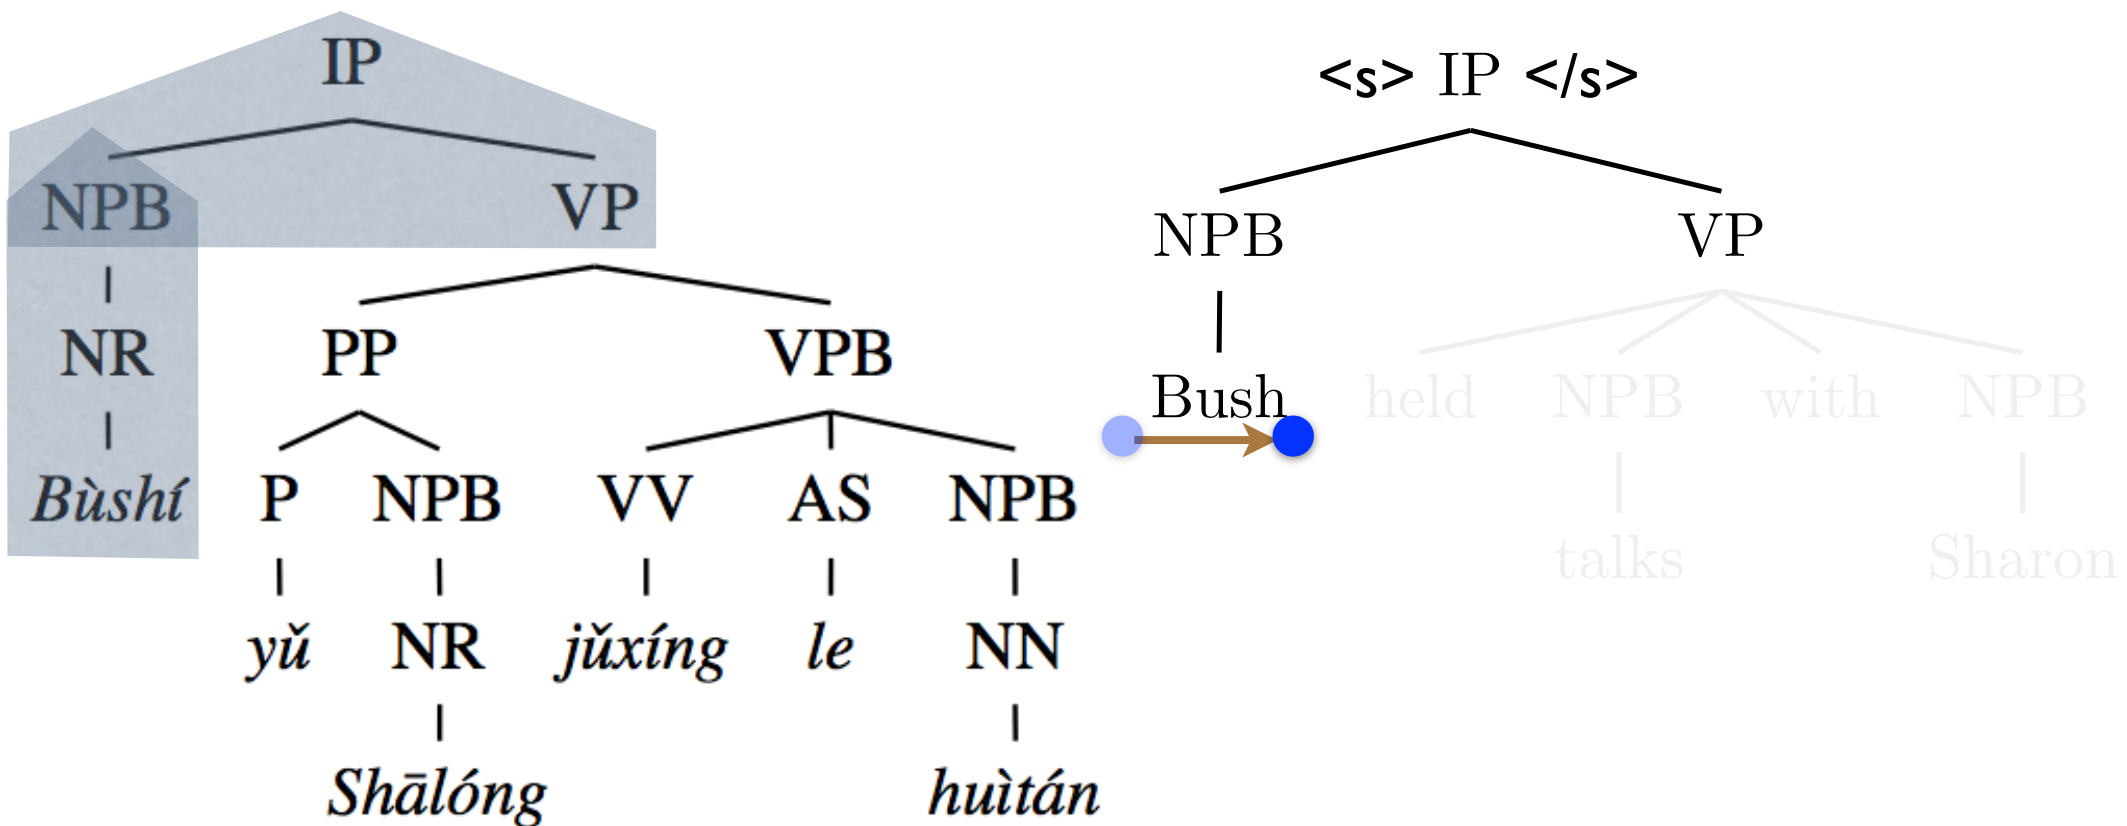 IP
NPB VP
NR PP VPB
Bùshí P NPB VV AS NPB
yǔ NR jǔxíng le NN
Shālóng huìtán
<s> IP </s>
NPB VP
Bush held NPB with NPB
talks Sharon